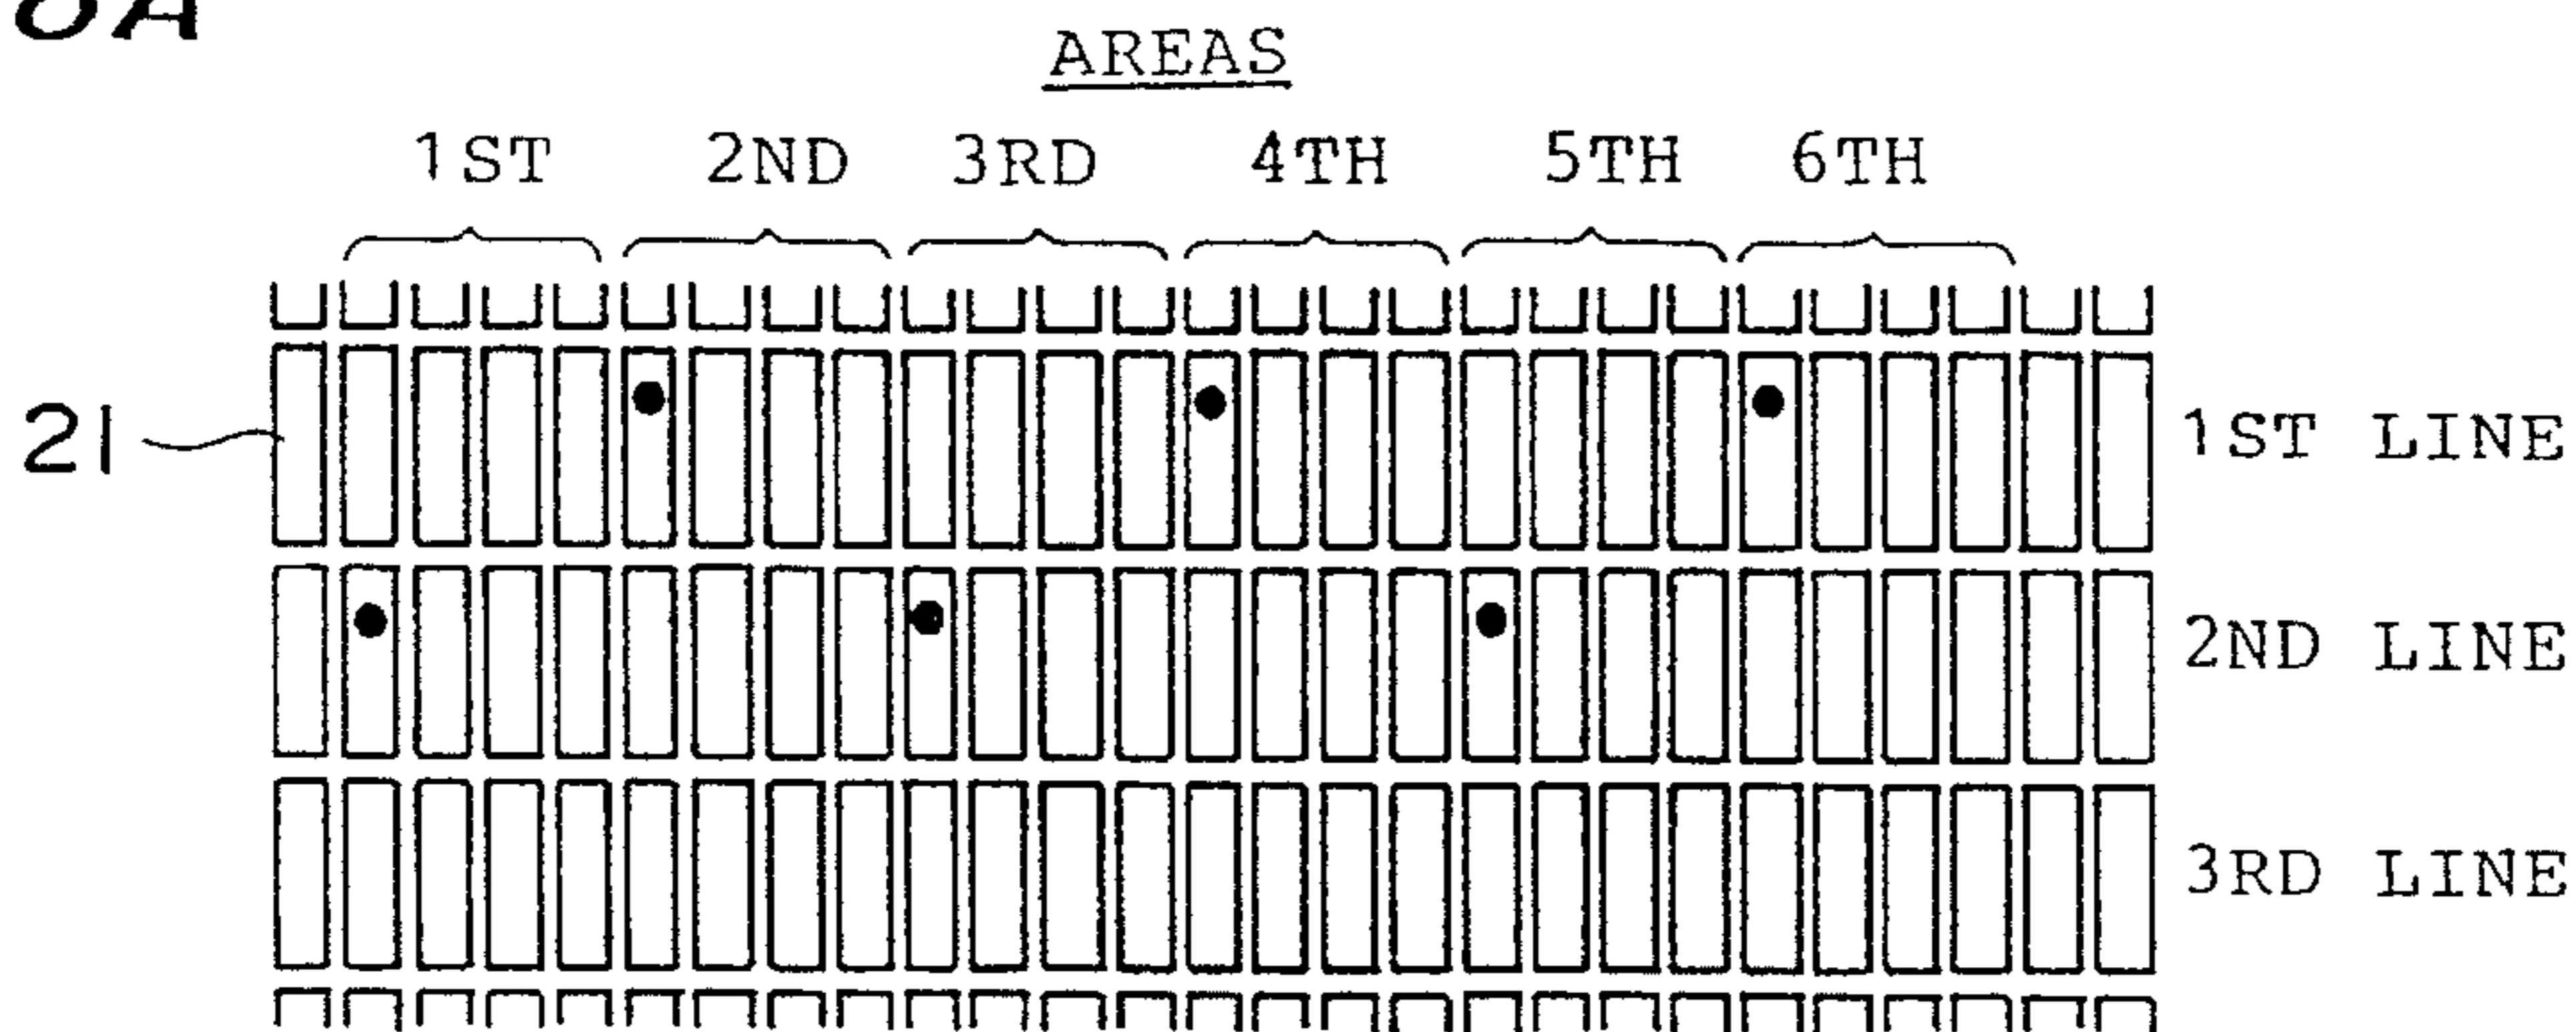 AREAS
1ST 2ND 3RD 4TH 5TH 6TH
21
1ST LINE
2ND LINE
3RD LINE